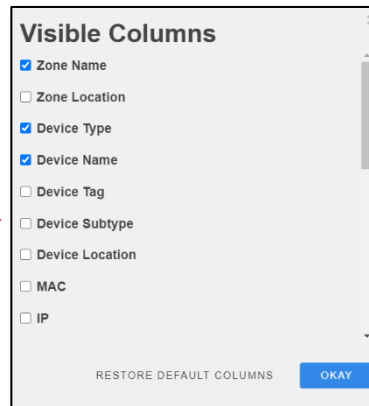 Visible Columns
Zone Name
Zone Location
Device Type
Device Name
Device Tag
Device Subtype
Device Location
MAC
IP
RESTORE DEFAULT COLUMNS
OKAY